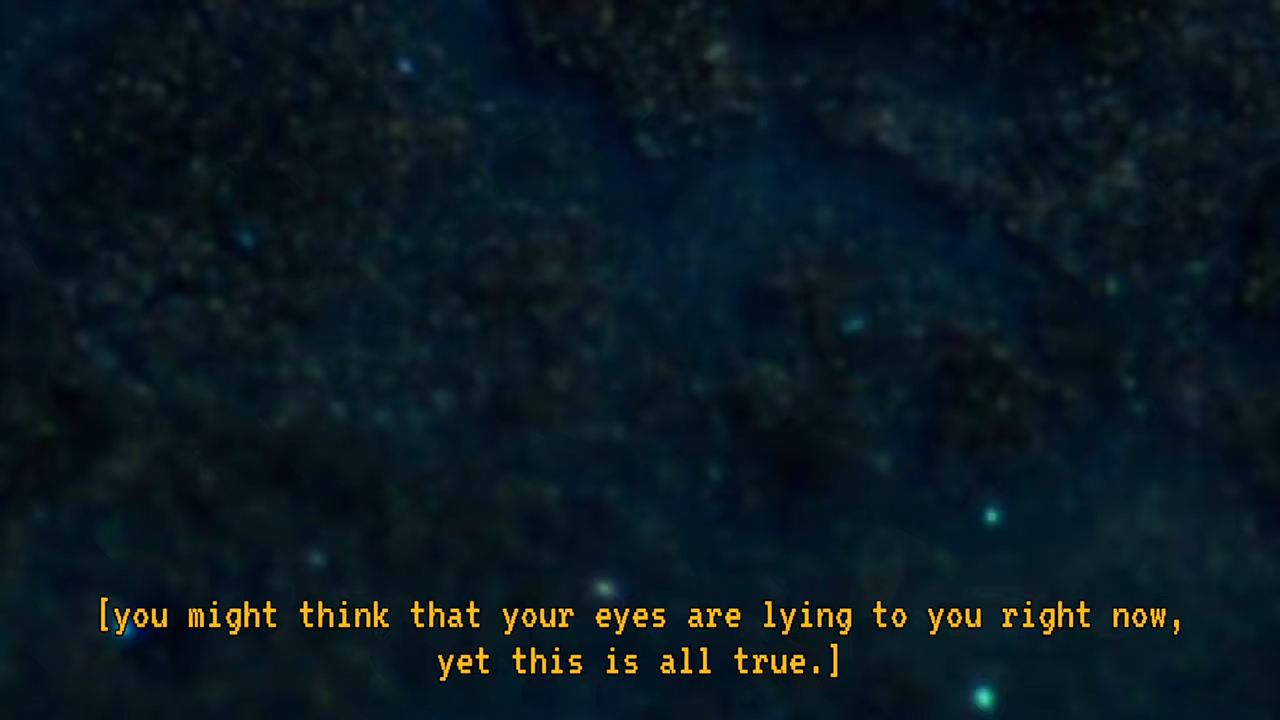 [you might think that your eyes are lying to you right now,
yet this is all true.]